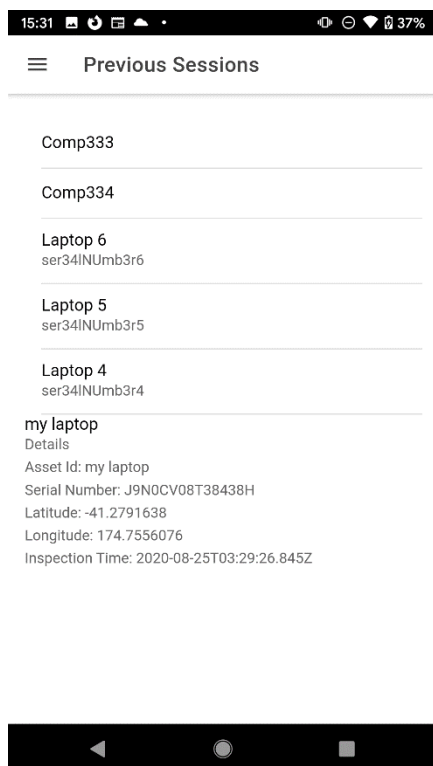 15:31 37%
Previous Sessions
Comp333
Comp334
Laptop 6
ser34lNUmb3r6
Laptop 5
ser34lNUmb3r5
Laptop 4
ser34lNUmb3r4
my laptop
Details
Asset Id: my laptop
Serial Number: J9N0CV08T38438H
Latitude: -41.2791638
Longitude: 174.7556076
Inspection Time: 2020-08-25T03:29:26.845Z